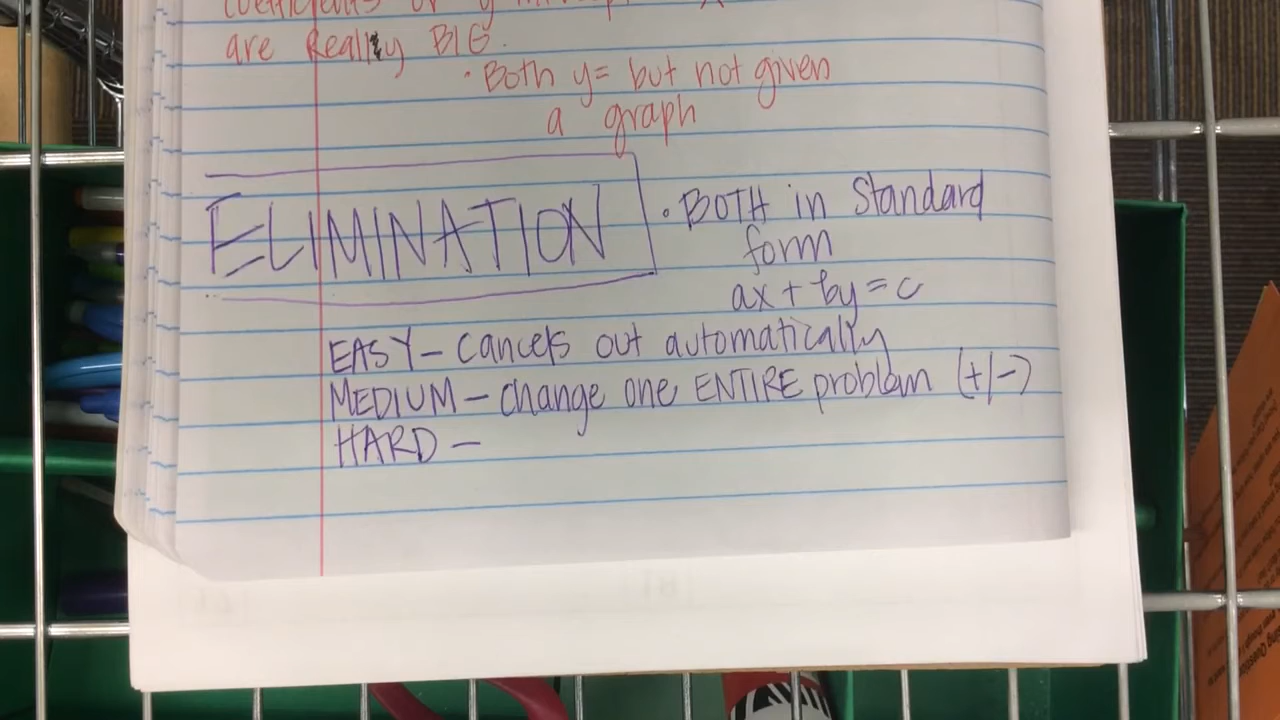 are Really BIG.
• Both y= but not given
a graph
ELIMINATION
• BOTH in Standard
form
ax + by = c
EASY – cancels out automatically
MEDIUM – change one ENTIRE problem (+/-)
HARD –